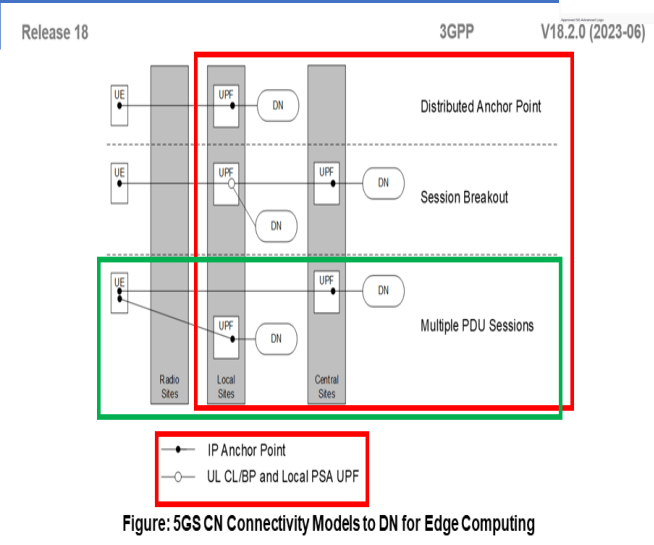 Release 18 3GPP V18.2.0 (2023-06)
UE UPF DN Distributed Anchor Point
UE UPF UPF DN
Session Breakout
DN
UE UPF DN
Multiple PDU Sessions
UPF DN
Radio Sites Local Sites Central Sites
IP Anchor Point
UL CL/BP and Local PSA UPF
Figure: 5GS CN Connectivity Models to DN for Edge Computing